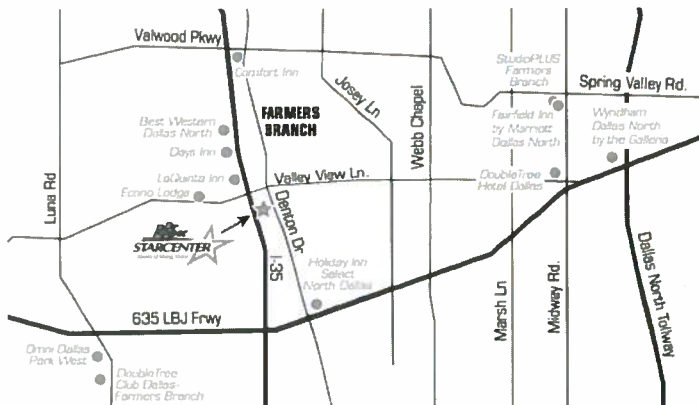 Valwood Pkwy
Comfort Inn
StudioPLUS
Farmers
Branch
Spring Valley Rd.
Josey Ln
FARMERS
BRANCH
Best Western
Dallas North
Days Inn
LaQuinta Inn
Econo Lodge
Webb Chapel
Fairfield Inn
by Marriott
Dallas North
Wyndham
Dallas North
by the Galleria
Luna Rd
Valley View Ln.
DoubleTree
Hotel Dallas
STARCENTER
Denton Dr
I-35
Holiday Inn
Select
North Dallas
Marsh Ln
Midway Rd.
Dallas North Tollway
635 LBJ Frwy
Omni Dallas
Park West
DoubleTree
Club Dallas-
Farmers Branch